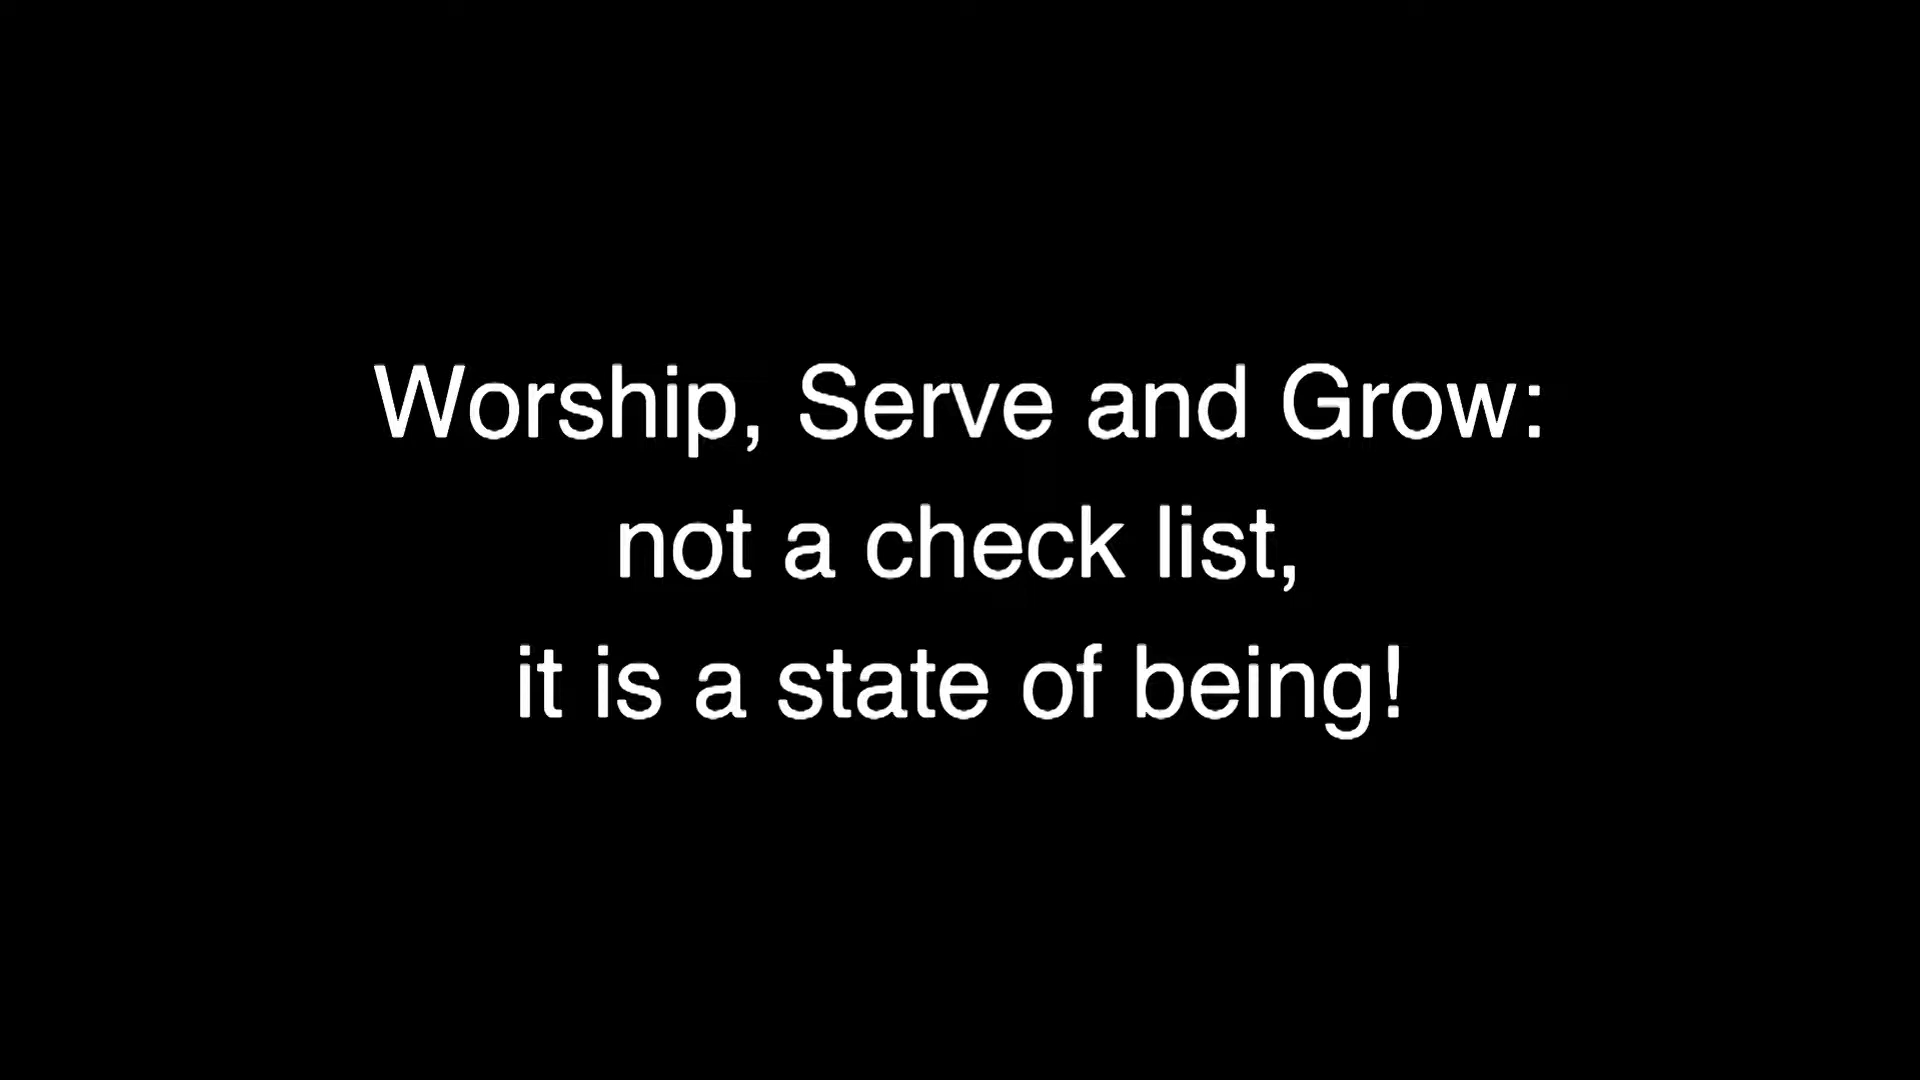 Worship, Serve and Grow:
not a check list,
it is a state of being!